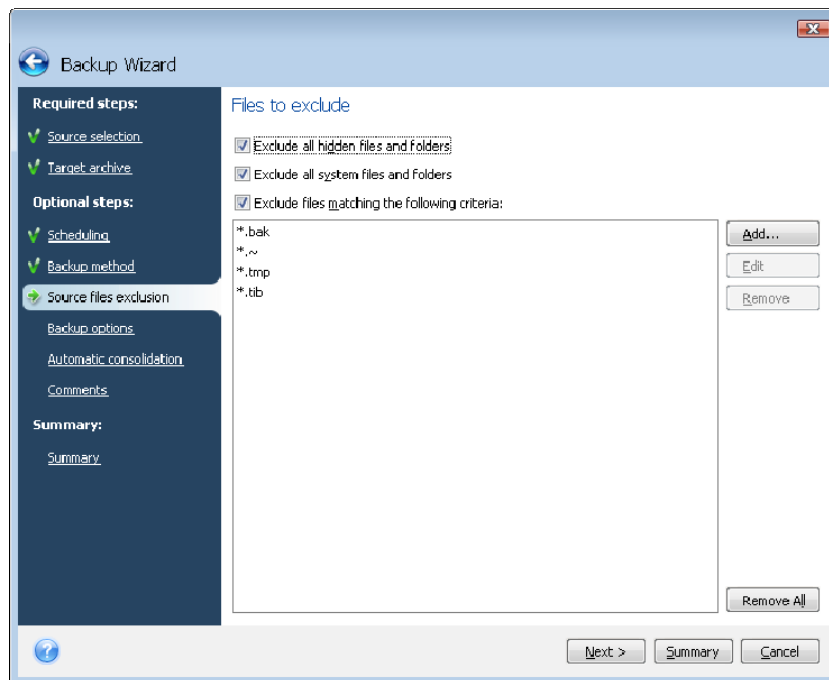 Backup Wizard
Required steps:
Source selection
Target archive
Optional steps:
Scheduling
Backup method
Source files exclusion
Backup options
Automatic consolidation
Comments
Summary:
Summary
Files to exclude
Exclude all hidden files and folders
Exclude all system files and folders
Exclude files matching the following criteria:
*.bak
*.~
*.tmp
*.tib
Add...
Edit
Remove
Remove All
Next >
Summary
Cancel